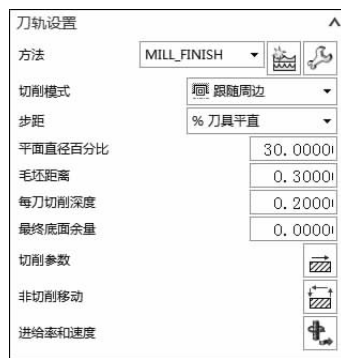 刀轨设置
方法 MILL_FINISH
切削模式 跟随周边
步距 % 刀具平直
平面直径百分比 30.0000
毛坯距离 0.3000
每刀切削深度 0.2000
最终底面余量 0.0000
切削参数
非切削移动
进给率和速度